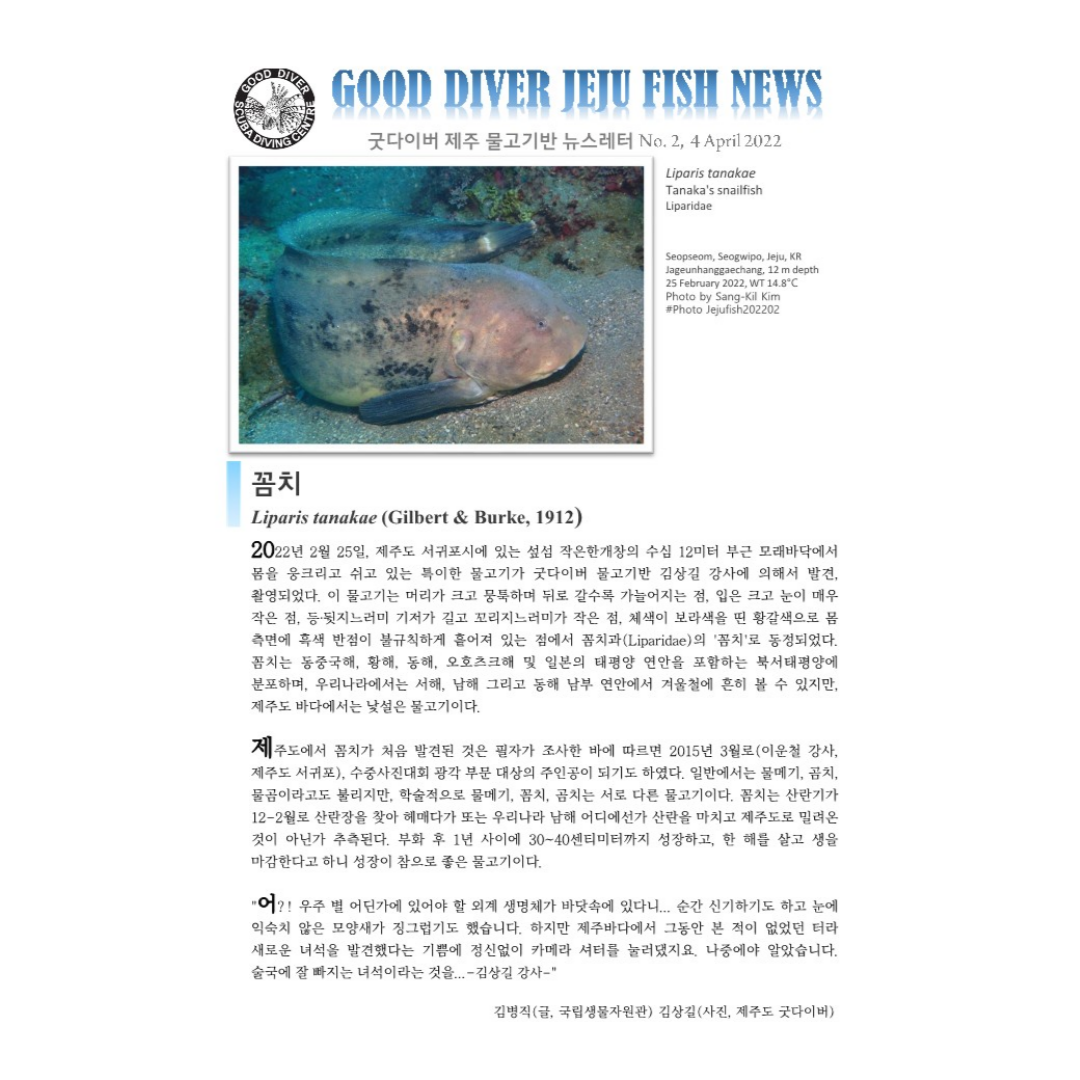 GOOD DIVER
SCUBA DIVING CENTRE
GOOD DIVER JEJU FISH NEWS
굿다이버 제주 물고기반 뉴스레터 No. 2, 4 April 2022
Liparis tanakae
Tanaka's snailfish
Liparidae
Seopseom, Seogwipo, Jeju, KR
Jageunhanggaechang, 12 m depth
25 February 2022, WT 14.8°C
Photo by Sang-Kil Kim
#Photo Jejufish202202
꼼치
Liparis tanakae (Gilbert & Burke, 1912)
2022년 2월 25일, 제주도 서귀포시에 있는 섶섬 작은한개창의 수심 12미터 부근 모래바닥에서
몸을 웅크리고 쉬고 있는 특이한 물고기가 굿다이버 물고기반 김상길 강사에 의해서 발견,
촬영되었다. 이 물고기는 머리가 크고 뭉툭하며 뒤로 갈수록 가늘어지는 점, 입은 크고 눈이 매우
작은 점, 등·뒷지느러미 기저가 길고 꼬리지느러미가 작은 점, 체색이 보라색을 띤 황갈색으로 몸
측면에 흑색 반점이 불규칙하게 흩어져 있는 점에서 꼼치과(Liparidae)의 '꼼치'로 동정되었다.
꼼치는 동중국해, 황해, 동해, 오호츠크해 및 일본의 태평양 연안을 포함하는 북서태평양에
분포하며, 우리나라에서는 서해, 남해 그리고 동해 남부 연안에서 겨울철에 흔히 볼 수 있지만,
제주도 바다에서는 낯설은 물고기이다.
제주도에서 꼼치가 처음 발견된 것은 필자가 조사한 바에 따르면 2015년 3월로(이운철 강사,
제주도 서귀포), 수중사진대회 광각 부문 대상의 주인공이 되기도 하였다. 일반에서는 물메기, 곰치,
물곰이라고도 불리지만, 학술적으로 물메기, 꼼치, 곰치는 서로 다른 물고기이다. 꼼치는 산란기가
12-2월로 산란장을 찾아 헤매다가 또는 우리나라 남해 어디에선가 산란을 마치고 제주도로 밀려온
것이 아닌가 추측된다. 부화 후 1년 사이에 30~40센티미터까지 성장하고, 한 해를 살고 생을
마감한다고 하니 성장이 참으로 좋은 물고기이다.
"어?! 우주 별 어딘가에 있어야 할 외계 생명체가 바닷속에 있다니... 순간 신기하기도 하고 눈에
익숙치 않은 모양새가 징그럽기도 했습니다. 하지만 제주바다에서 그동안 본 적이 없었던 터라
새로운 녀석을 발견했다는 기쁨에 정신없이 카메라 셔터를 눌러댔지요. 나중에야 알았습니다.
술국에 잘 빠지는 녀석이라는 것을...-김상길 강사-"
김병직(글, 국립생물자원관) 김상길(사진, 제주도 굿다이버)